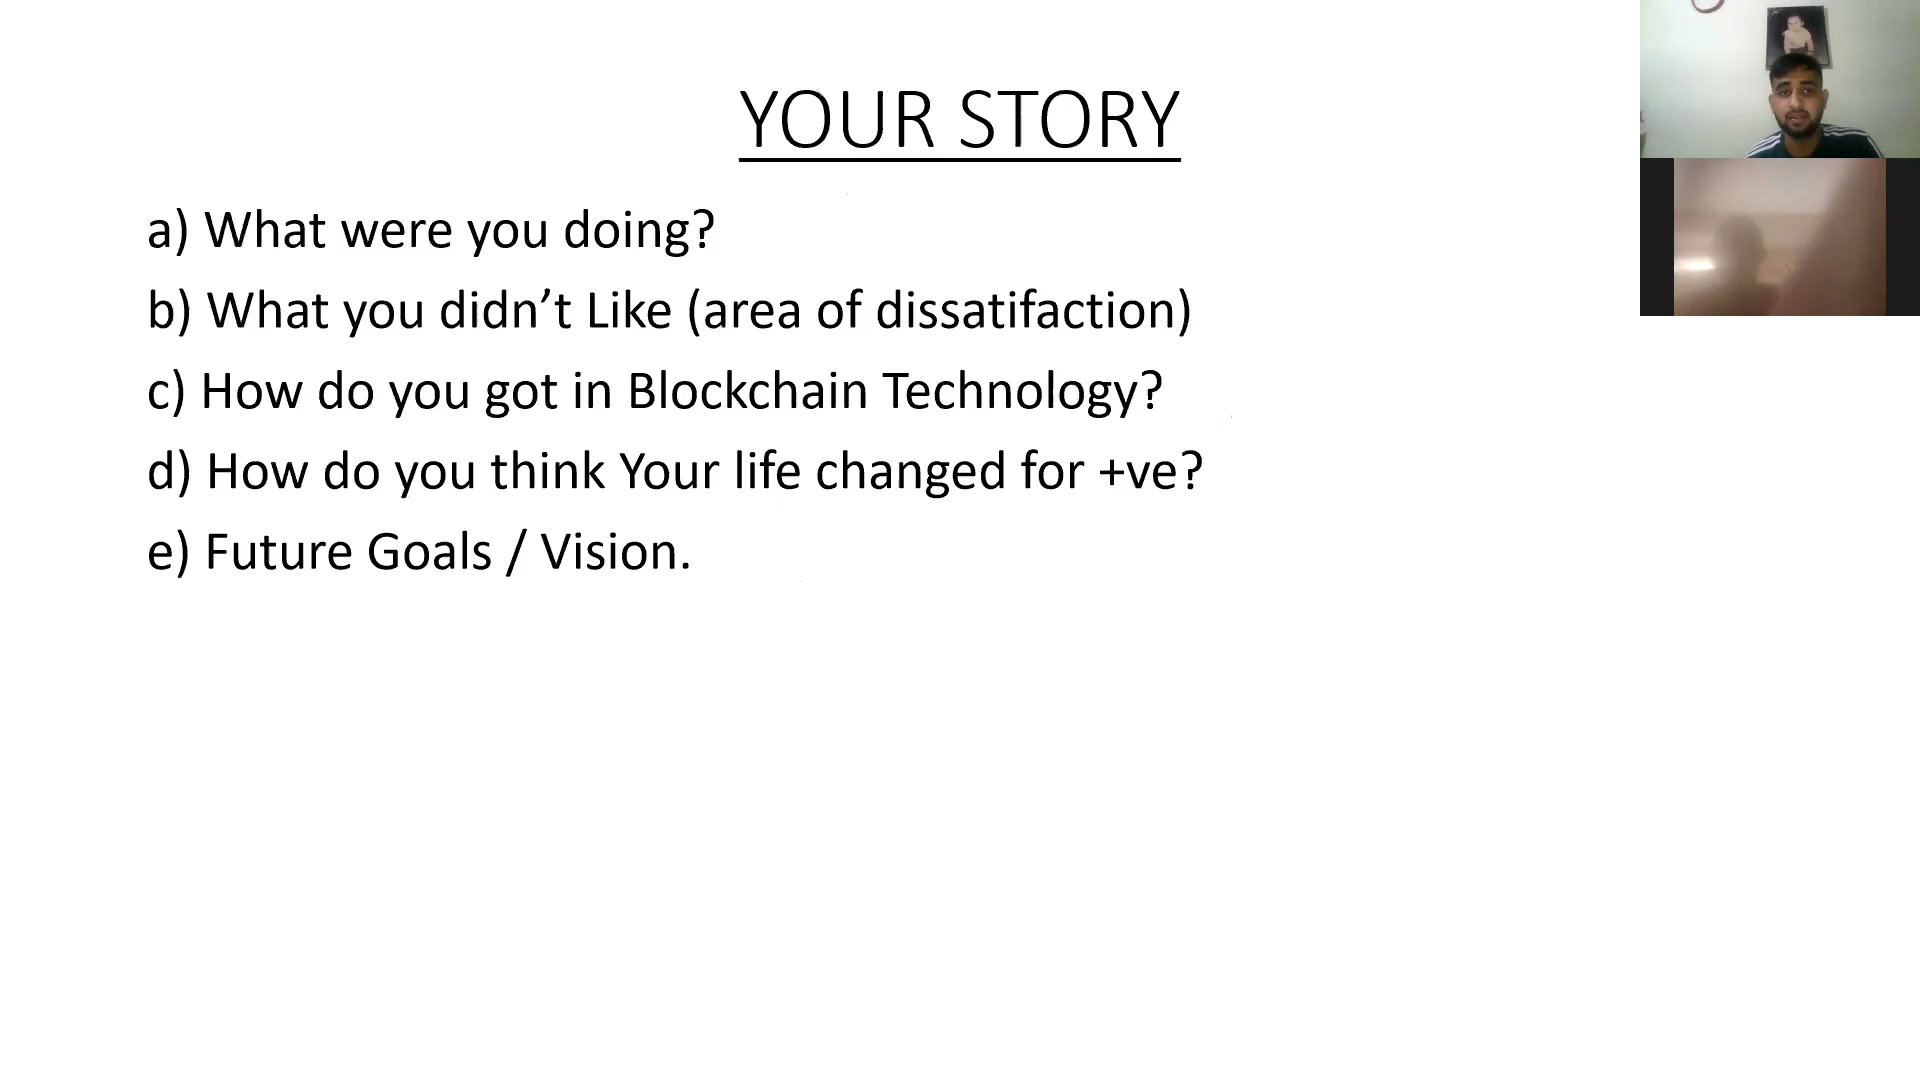 YOUR STORY
a) What were you doing?
b) What you didn’t Like (area of dissatifaction)
c) How do you got in Blockchain Technology?
d) How do you think Your life changed for +ve?
e) Future Goals / Vision.